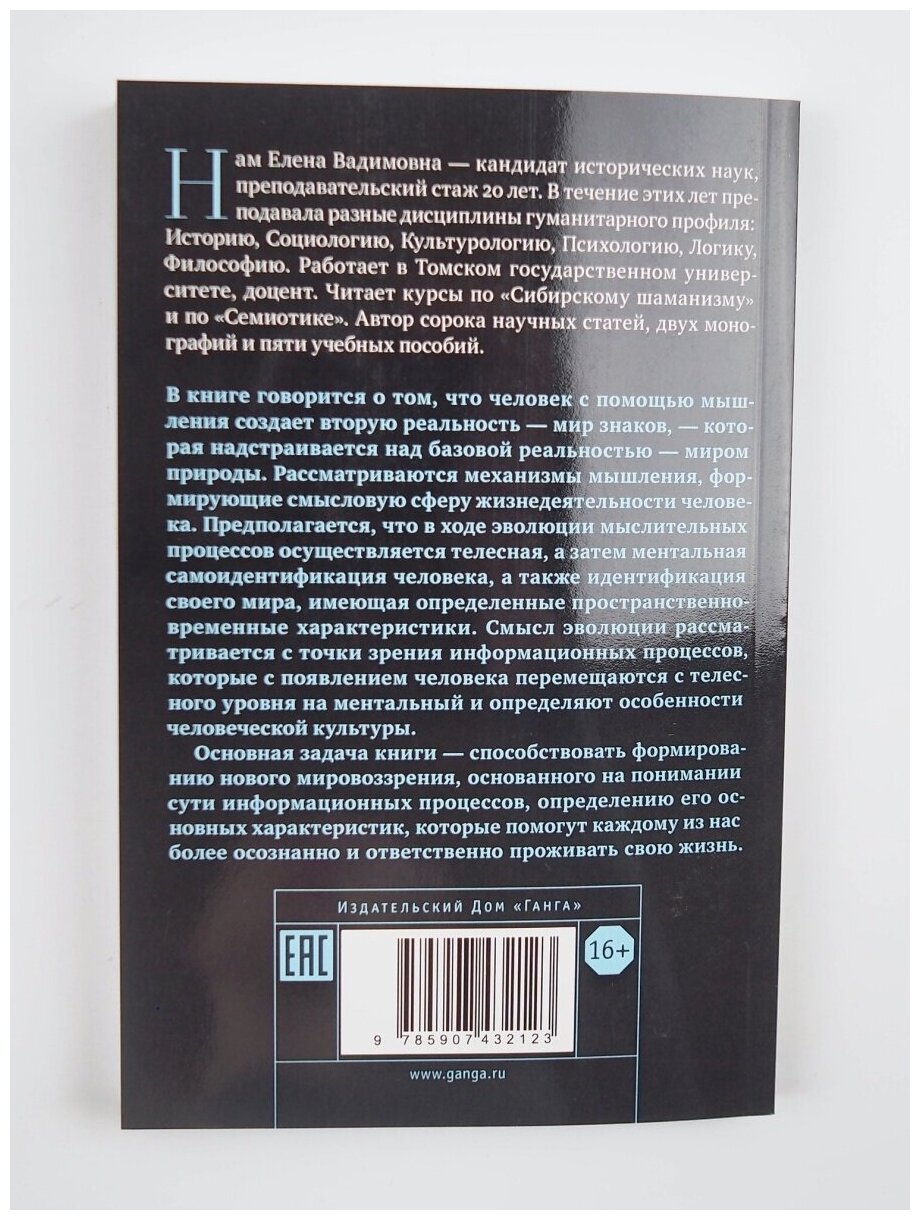 Нам Елена Вадимовна — кандидат исторических наук,
преподавательский стаж 20 лет. В течение этих лет пре-
подавала разные дисциплины гуманитарного профиля:
Историю, Социологию, Культурологию, Психологию, Логику,
Философию. Работает в Томском государственном универ-
ситете, доцент. Читает курсы по «Сибирскому шаманизму»
и по «Семиотике». Автор сорока научных статей, двух моно-
графий и пяти учебных пособий.
В книге говорится о том, что человек с помощью мыш-
ления создает вторую реальность — мир знаков, — кото-
рая надстраивается над базовой реальностью — миром
природы. Рассматриваются механизмы мышления, фор-
мирующие смысловую сферу жизнедеятельности челове-
ка. Предполагается, что в ходе эволюции мыслительных
процессов осуществляется телесная, а затем ментальная
самоидентификация человека, а также идентификация
своего мира, имеющая определенные пространственно-
временные характеристики. Смысл эволюции рассма-
тривается с точки зрения информационных процессов,
которые с появлением человека перемещаются с телес-
ного уровня на ментальный и определяют особенности
человеческой культуры.
Основная задача книги — способствовать формирова-
нию нового мировоззрения, основанного на понимании
сути информационных процессов, определению его ос-
новных характеристик, которые помогут каждому из нас
более осознанно и ответственно проживать свою жизнь.
Издательский Дом «Ганга»
EAC
16+
9 785907 432123
www.ganga.ru